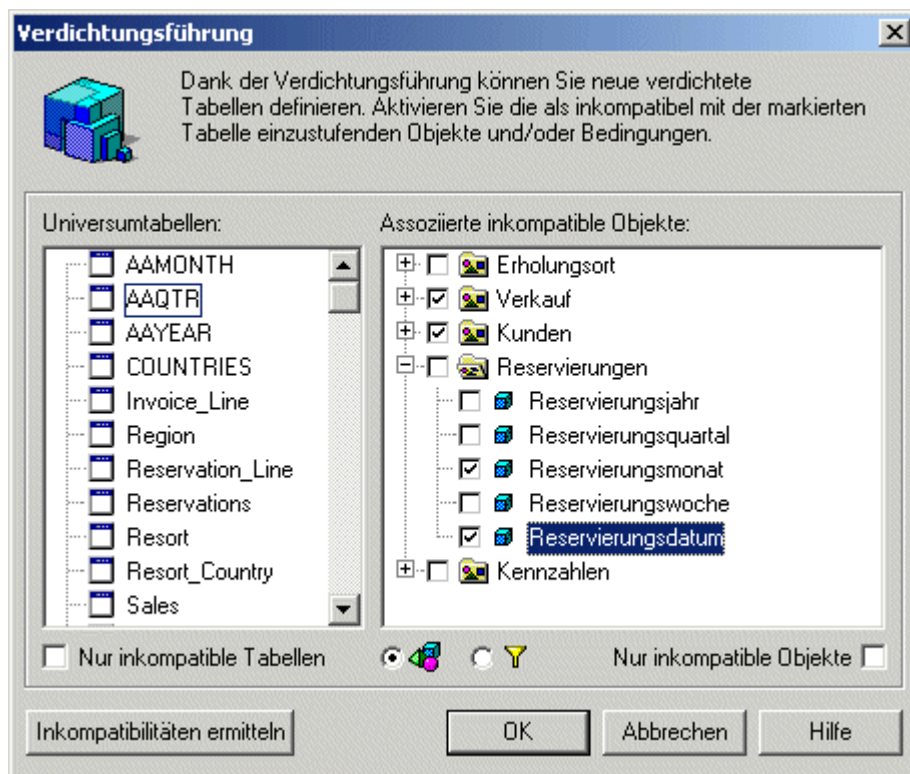 Verdichtungsführung
Dank der Verdichtungsführung können Sie neue verdichtete
Tabellen definieren. Aktivieren Sie die als inkompatibel mit der markierten
Tabelle einzustufenden Objekte und/oder Bedingungen.
Universumtabellen:
AAMONTH
AAQTR
AAYEAR
COUNTRIES
Invoice_Line
Region
Reservation_Line
Reservations
Resort
Resort_Country
Sales
Assoziierte inkompatible Objekte:
Erholungsort
Verkauf
Kunden
Reservierungen
Reservierungsjahr
Reservierungsquartal
Reservierungsmonat
Reservierungswoche
Reservierungsdatum
Kennzahlen
Nur inkompatible Tabellen
Nur inkompatible Objekte
Inkompatibilitäten ermitteln
OK
Abbrechen
Hilfe